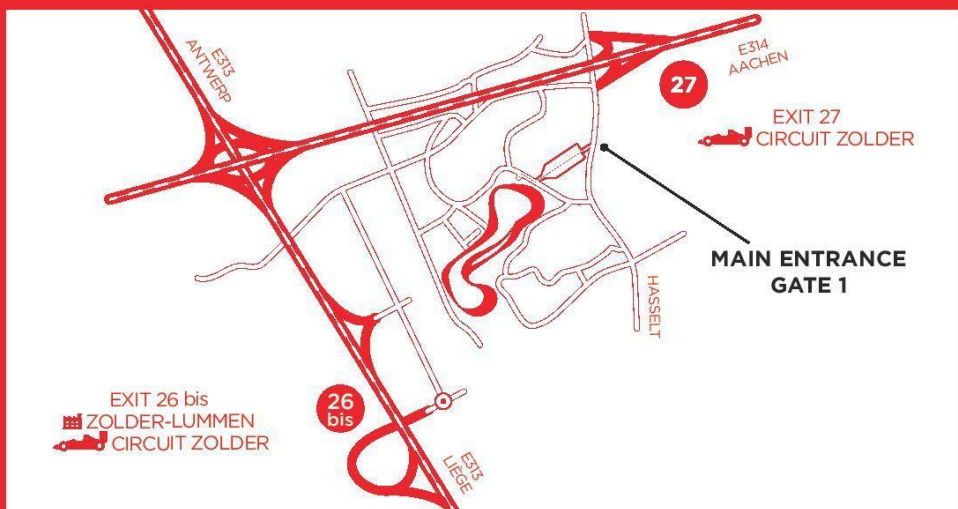 E313
ANTWERP
E314
AACHEN
27
EXIT 27
CIRCUIT ZOLDER
MAIN ENTRANCE
GATE 1
HASSELT
EXIT 26 bis
ZOLDER-LUMMEN
CIRCUIT ZOLDER
26
bis
E313
LIÈGE